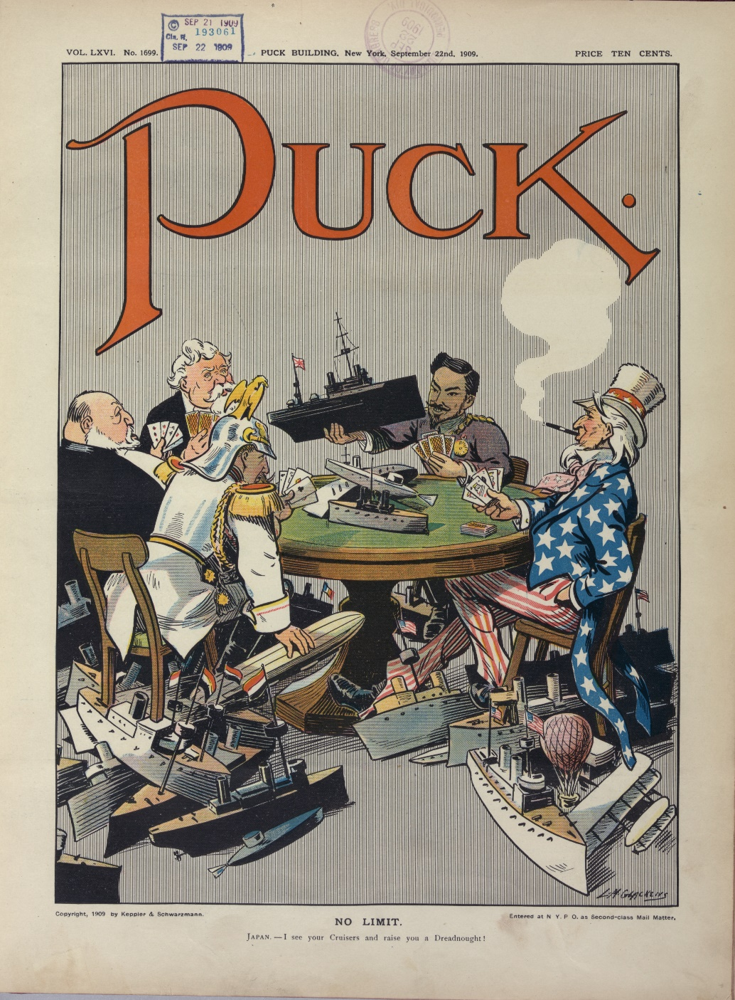 © SEP 21 1909
Cla. B. 193061
SEP 22 1909
VOL. LXVI. No. 1699.
PUCK BUILDING, New York, September 22nd, 1909.
PRICE TEN CENTS.
PUCK.
L. M. GLACKENS
Copyright, 1909 by Keppler & Schwarzmann.
Entered at N. Y. P. O. as Second-class Mail Matter.
NO LIMIT.
JAPAN. — I see your Cruisers and raise you a Dreadnought!